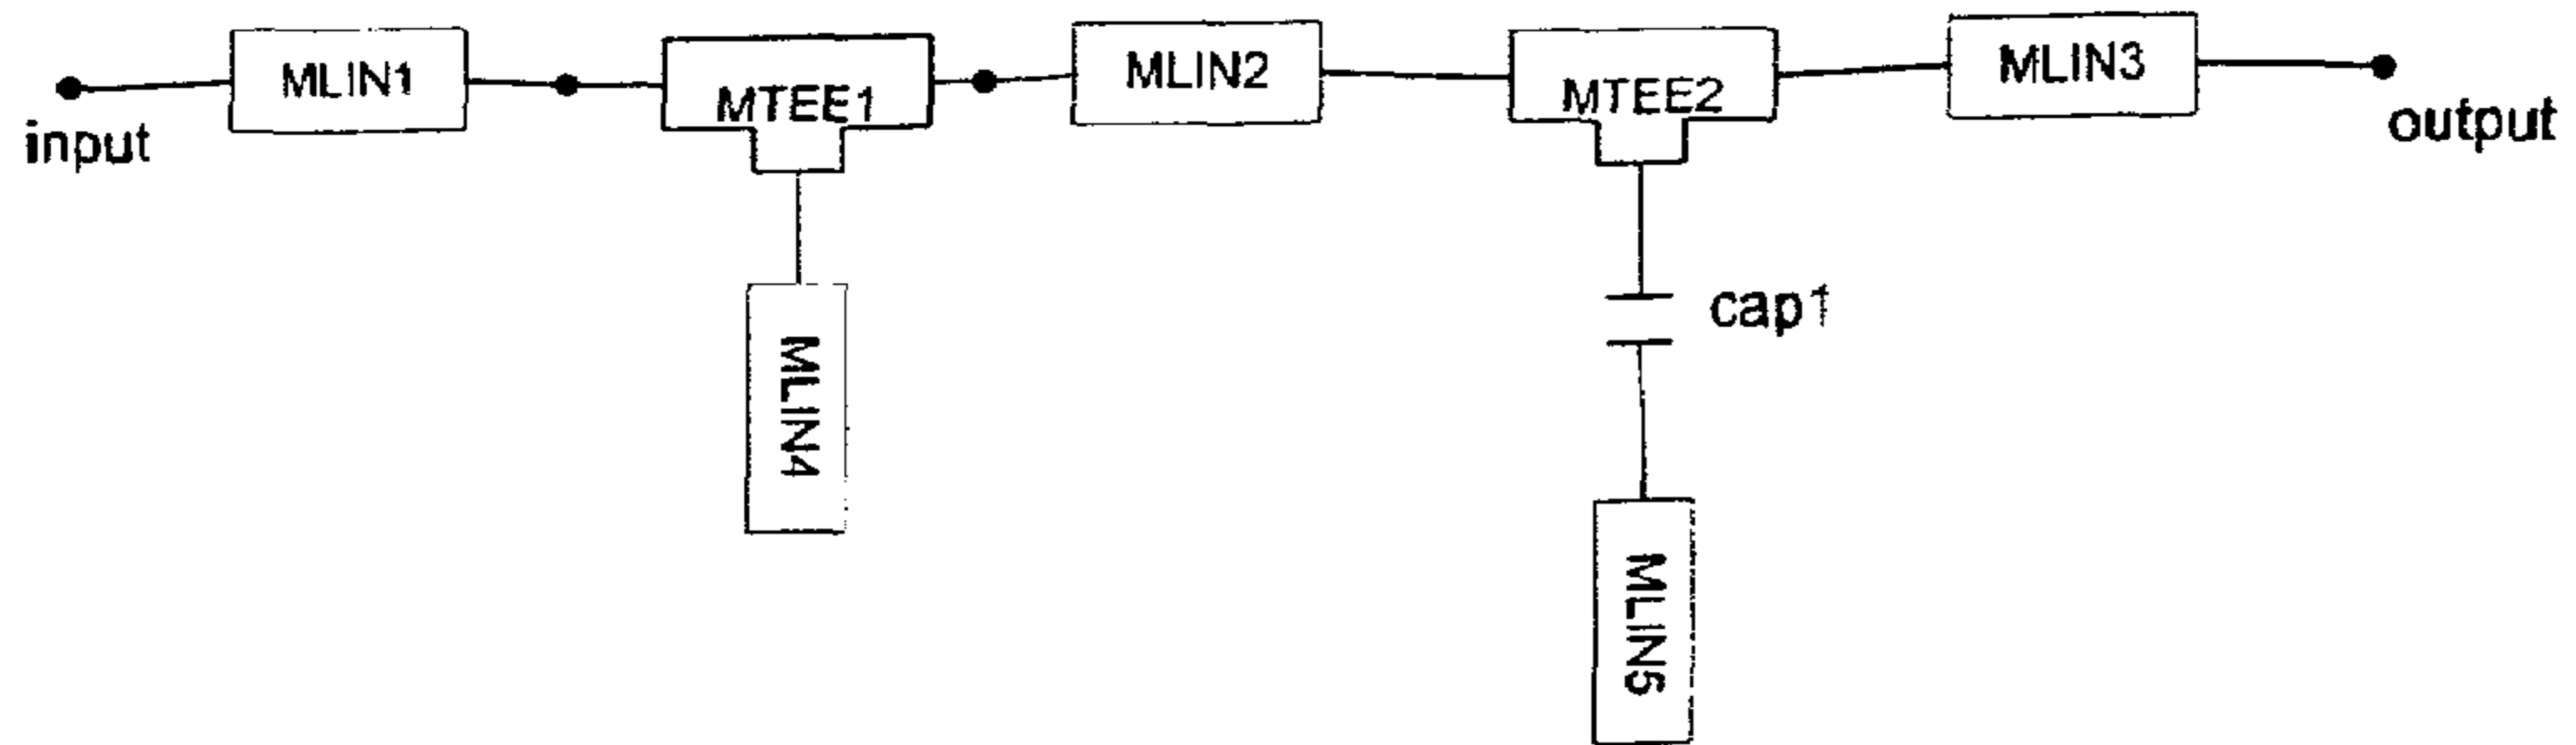 input
MLIN1
MTEE1
MLIN2
MTEE2
MLIN3
output
MLIN4
cap1
MLIN5